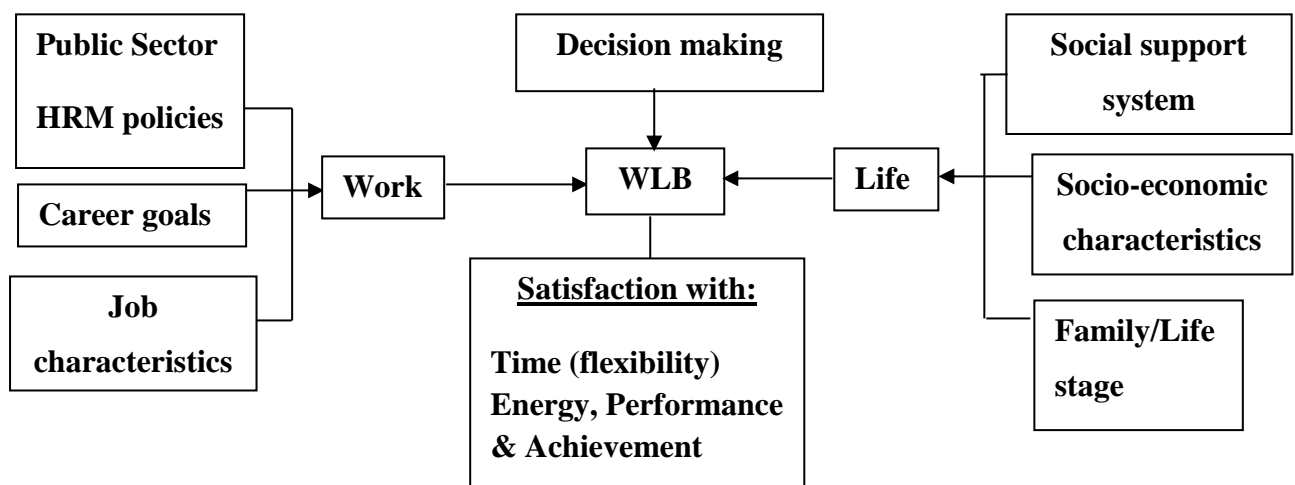 Public Sector
HRM policies
Career goals
Job
characteristics
Work
Decision making
WLB
Satisfaction with:
Time (flexibility)
Energy, Performance
& Achievement
Life
Social support
system
Socio-economic
characteristics
Family/Life
stage